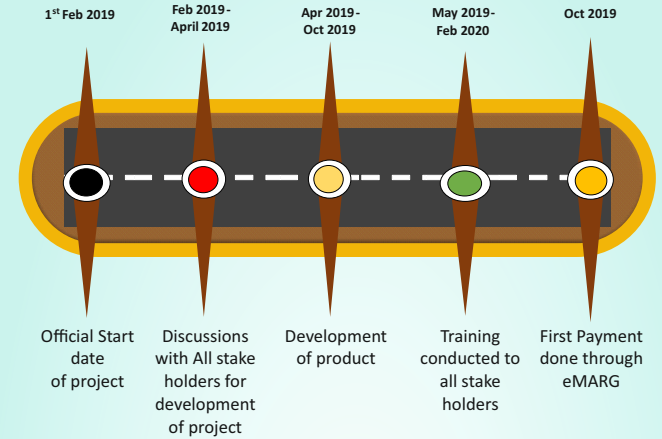 1st Feb 2019
Feb 2019-
April 2019
Apr 2019-
Oct 2019
May 2019-
Feb 2020
Oct 2019
Official Start
date
of project
Discussions
with All stake
holders for
development
of project
Development
of product
Training
conducted to
all stake
holders
First Payment
done through
eMARG